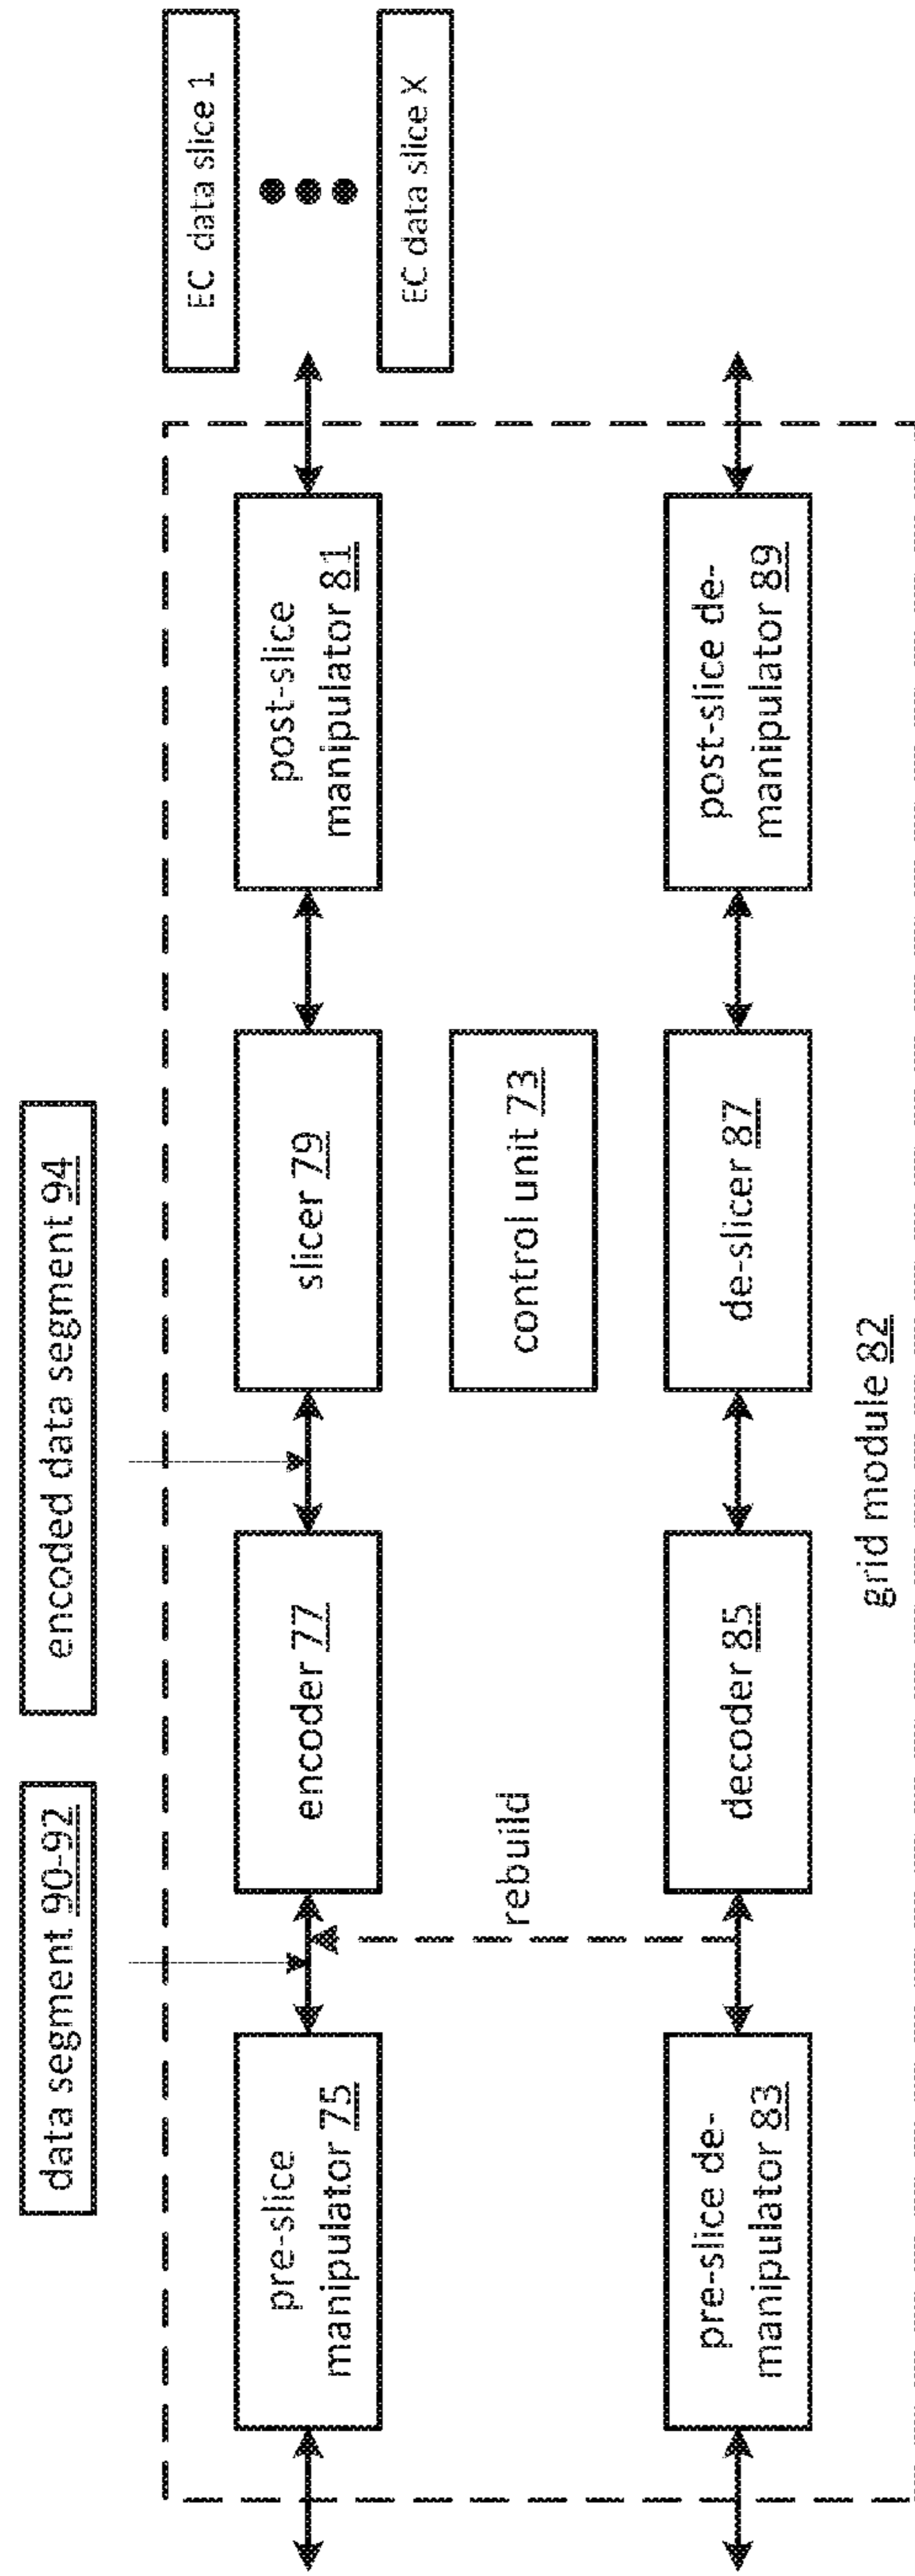 data segment 90-92
encoded data segment 94
EC data slice 1
EC data slice X
pre-slice
manipulator 75
encoder 77
slicer 79
post-slice
manipulator 81
rebuild
control unit 73
pre-slice de-
manipulator 83
decoder 85
de-slicer 87
post-slice de-
manipulator 89
grid module 82